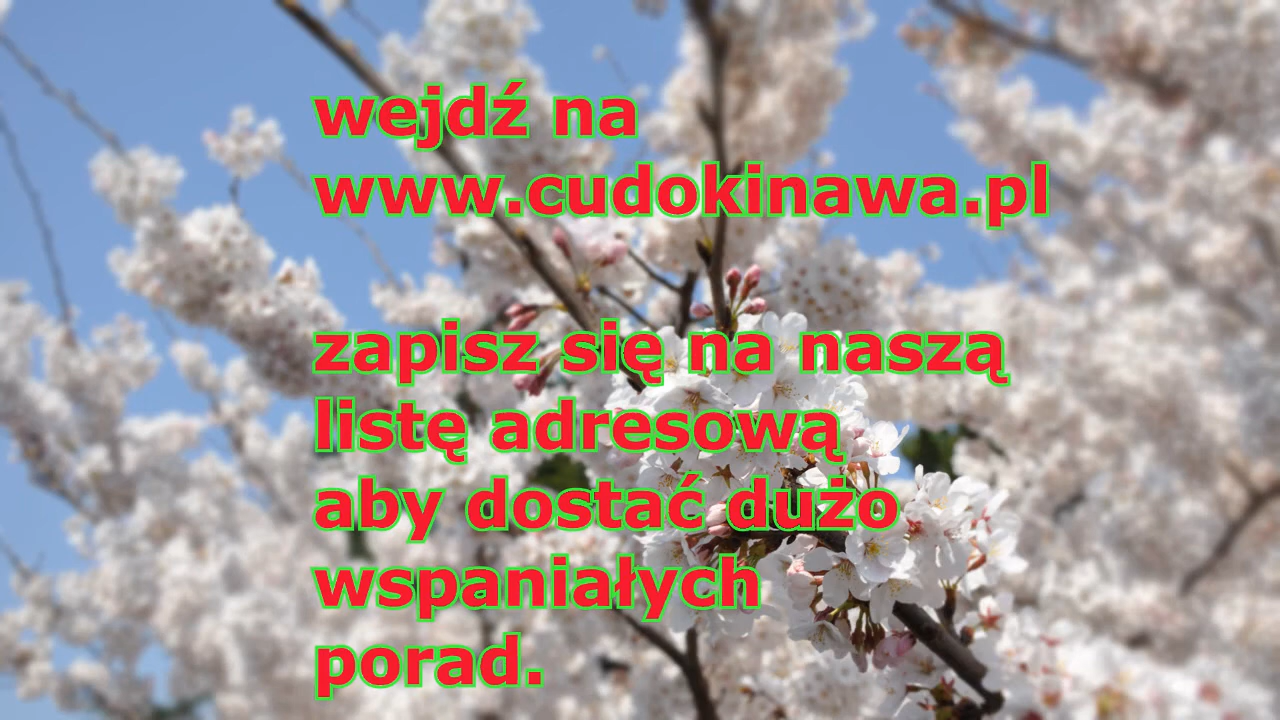 wejdź na
www.cudokinawa.pl
zapisz się na naszą
listę adresową
aby dostać dużo
wspaniałych
porad.